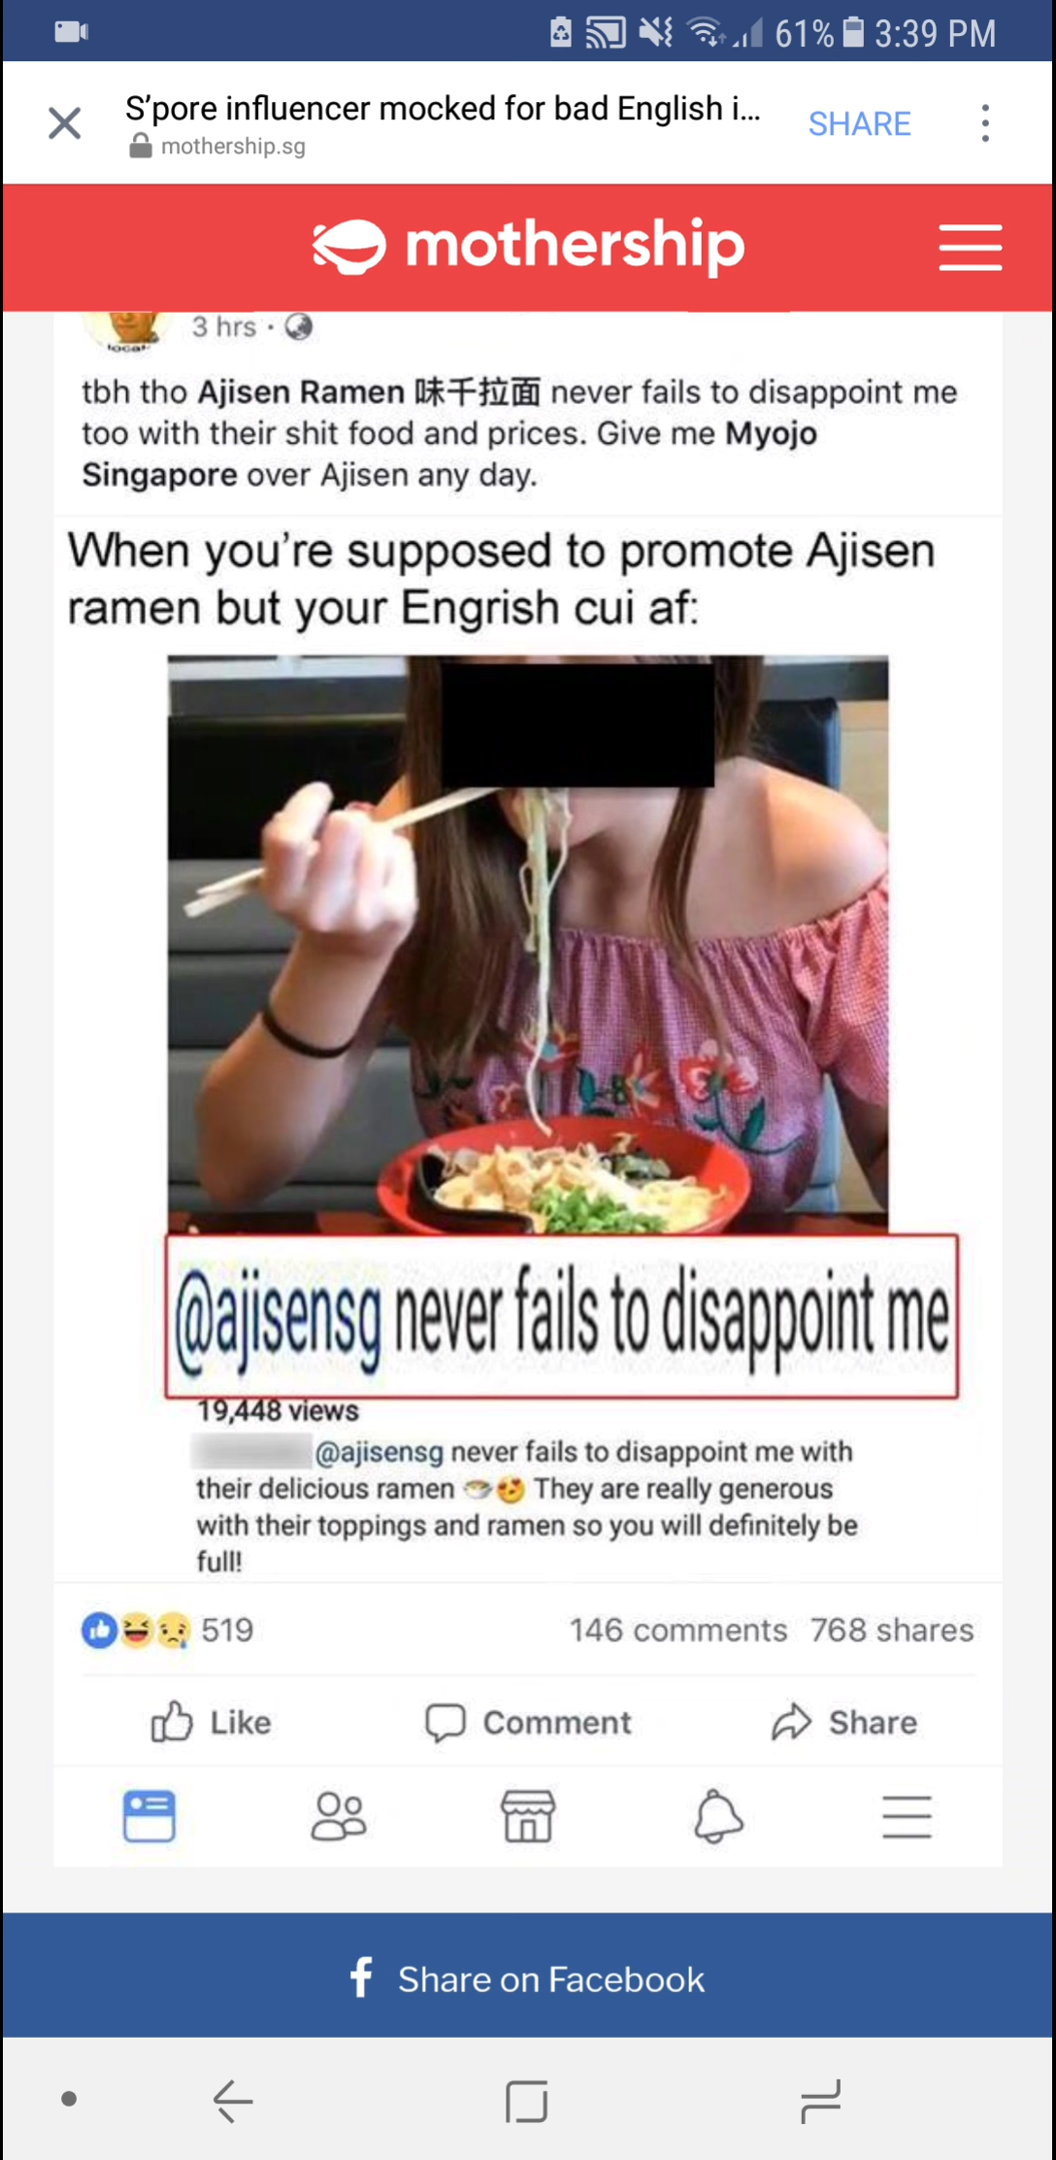 61% 3:39 PM
S'pore influencer mocked for bad English i...
SHARE
mothership.sg
mothership
local
3 hrs ·
tbh tho Ajisen Ramen 味千拉面 never fails to disappoint me
too with their shit food and prices. Give me Myojo
Singapore over Ajisen any day.
When you're supposed to promote Ajisen
ramen but your Engrish cui af:
@ajisensg never fails to disappoint me
19,448 views
@ajisensg never fails to disappoint me with
their delicious ramen 🍜😍 They are really generous
with their toppings and ramen so you will definitely be
full!
519
146 comments 768 shares
Like Comment Share
f Share on Facebook